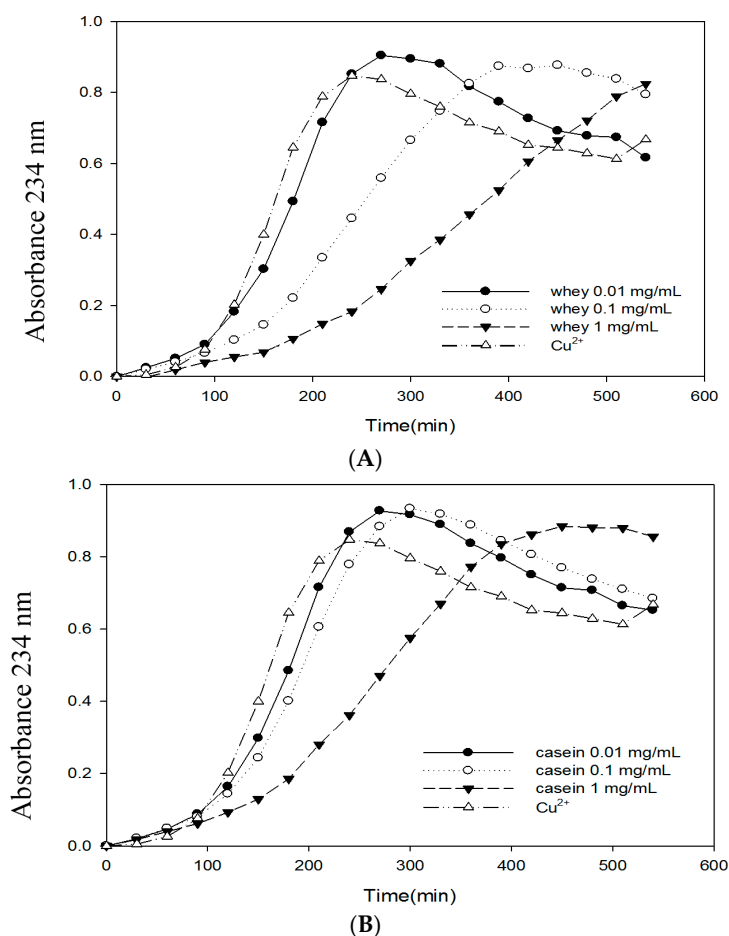 1.0
0.8
0.6
0.4
0.2
0.0
Absorbance 234 nm
whey 0.01 mg/mL
whey 0.1 mg/mL
whey 1 mg/mL
Cu²⁺
0 100 200 300 400 500 600
Time(min)
(A)
1.0
0.8
0.6
0.4
0.2
0.0
Absorbance 234 nm
casein 0.01 mg/mL
casein 0.1 mg/mL
casein 1 mg/mL
Cu²⁺
0 100 200 300 400 500 600
Time(min)
(B)